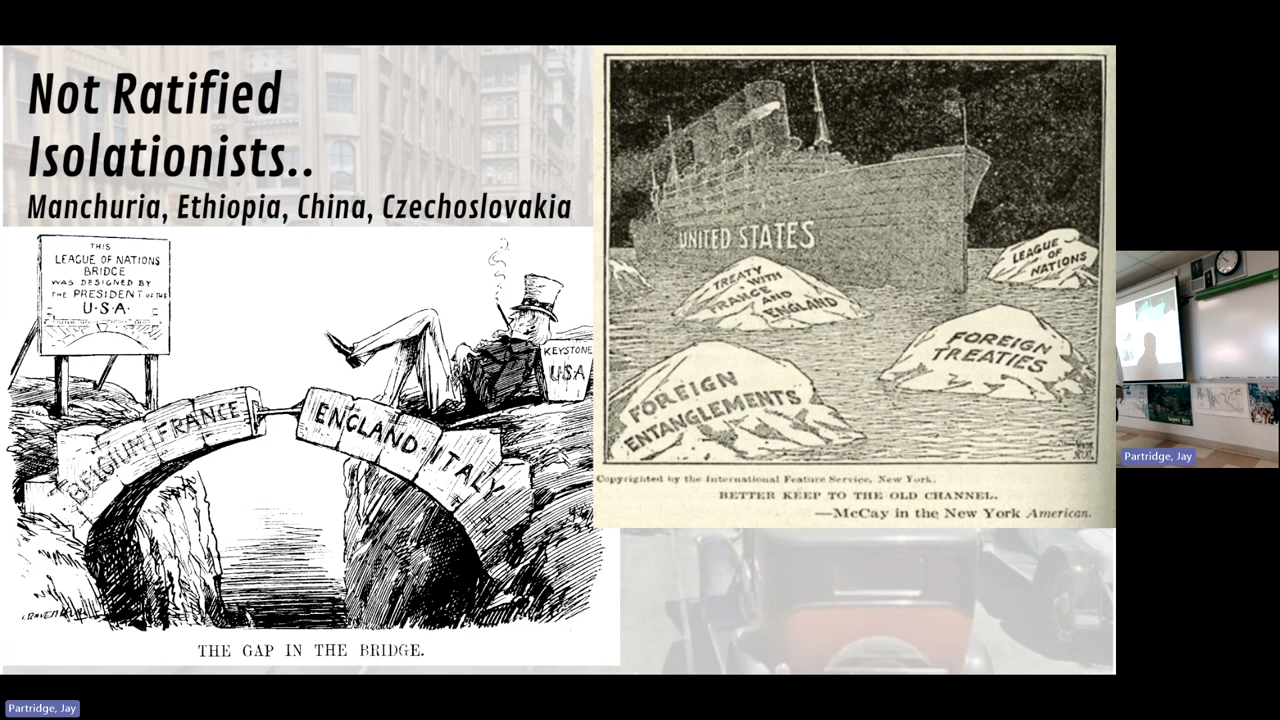 Not Ratified
Isolationists..
Manchuria, Ethiopia, China, Czechoslovakia
THIS
LEAGUE OF NATIONS
BRIDGE
WAS DESIGNED BY
THE PRESIDENT OF THE
U.S.A.
KEYSTONE
USA
BELGIUM FRANCE
ENGLAND ITALY
THE GAP IN THE BRIDGE.
UNITED STATES
LEAGUE
OF
NATIONS
TREATY
WITH
FRANCE
AND
ENGLAND
FOREIGN
TREATIES
FOREIGN
ENTANGLEMENTS
Copyrighted by the International Feature Service, New York.
BETTER KEEP TO THE OLD CHANNEL.
—McCay in the New York American.
Partridge, Jay
Partridge, Jay